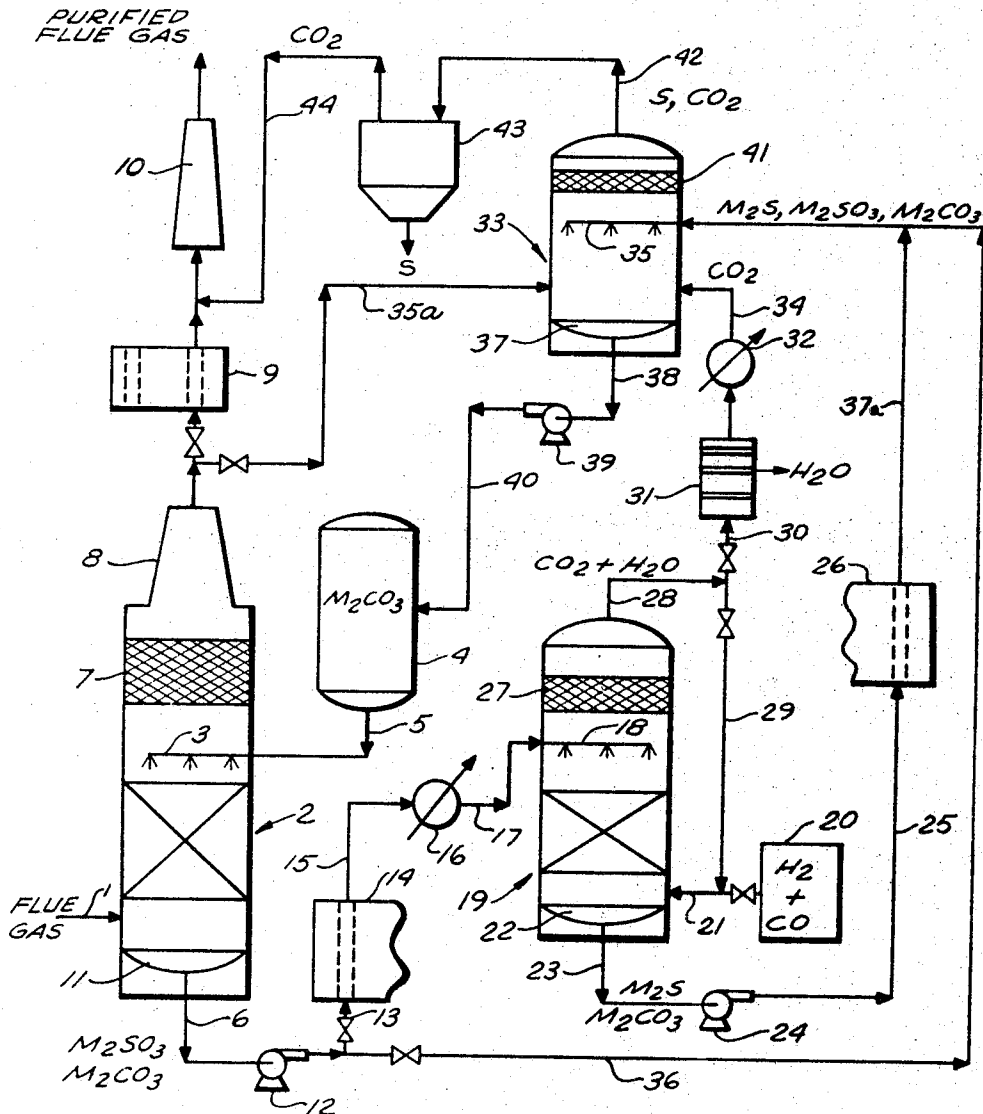 PURIFIED
FLUE GAS
CO2
44
42
S, CO2
10
43
41
M2S, M2SO3, M2CO3
33
35
CO2
S
35a
34
32
37
9
38
37a
39
31
H2O
40
30
8
CO2 + H2O
26
M2CO3
28
4
7
27
29
5
18
3
25
2
17
16
20
15
14
H2
+
CO
1
19
FLUE
GAS
21
22
11
23
13
M2S
M2CO3
6
24
M2SO3
M2CO3
36
12